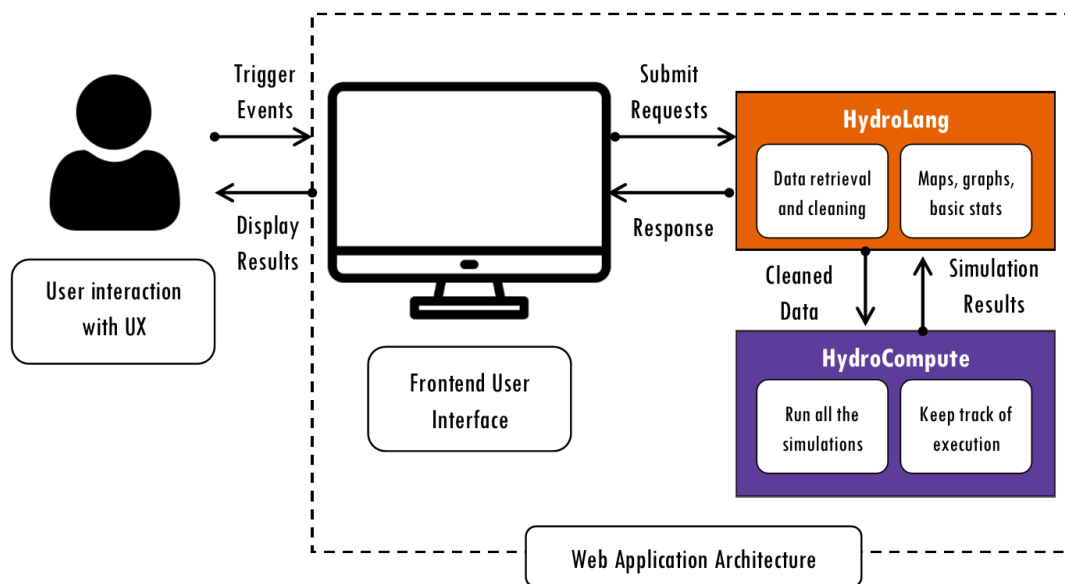 Trigger
Events
Display
Results
User interaction
with UX
Submit
Requests
Response
Frontend User
Interface
HydroLang
Data retrieval
and cleaning
Maps, graphs,
basic stats
Cleaned
Data
Simulation
Results
HydroCompute
Run all the
simulations
Keep track of
execution
Web Application Architecture